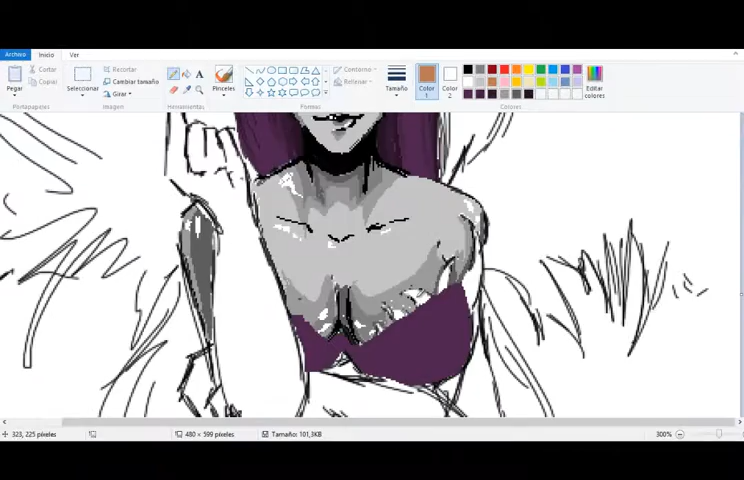 Archivo Inicio Ver
Pegar
Cortar
Copiar
Portapapeles
Seleccionar
Recortar
Cambiar tamaño
Girar
Imagen
A
Herramientas
Pinceles
Contorno
Rellenar
Formas
Tamaño
Color
1
Color
2
Editar
colores
Colores
323, 225 píxeles
480 × 599 píxeles
Tamaño: 101,3KB
300%